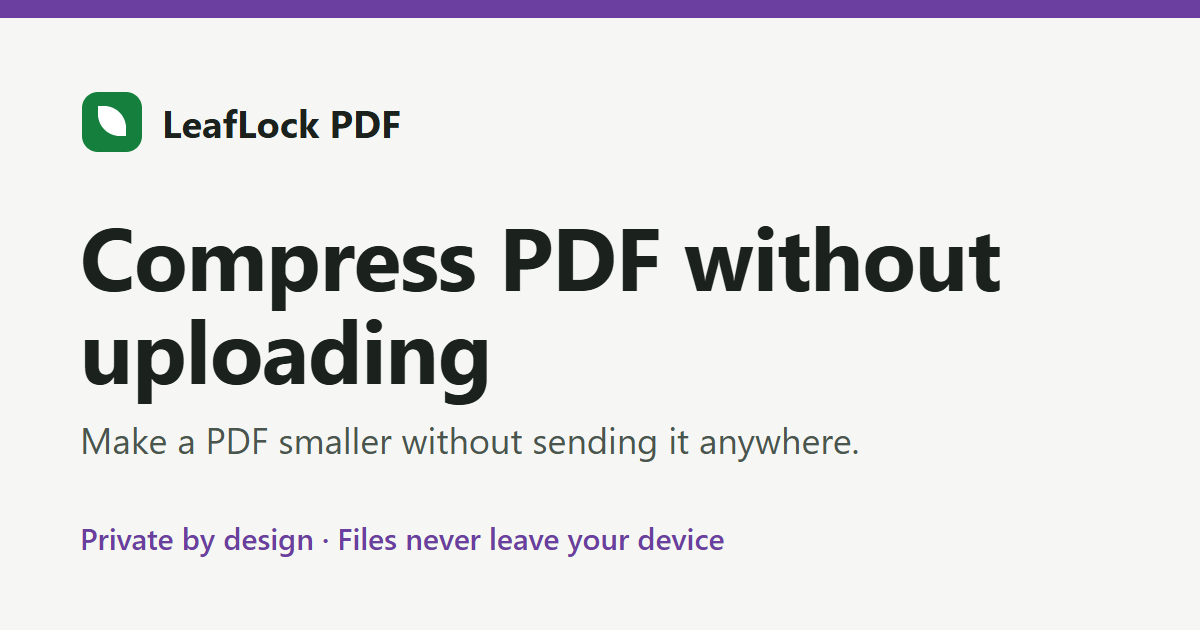 LeafLock PDF
Compress PDF without
uploading
Make a PDF smaller without sending it anywhere.
Private by design · Files never leave your device